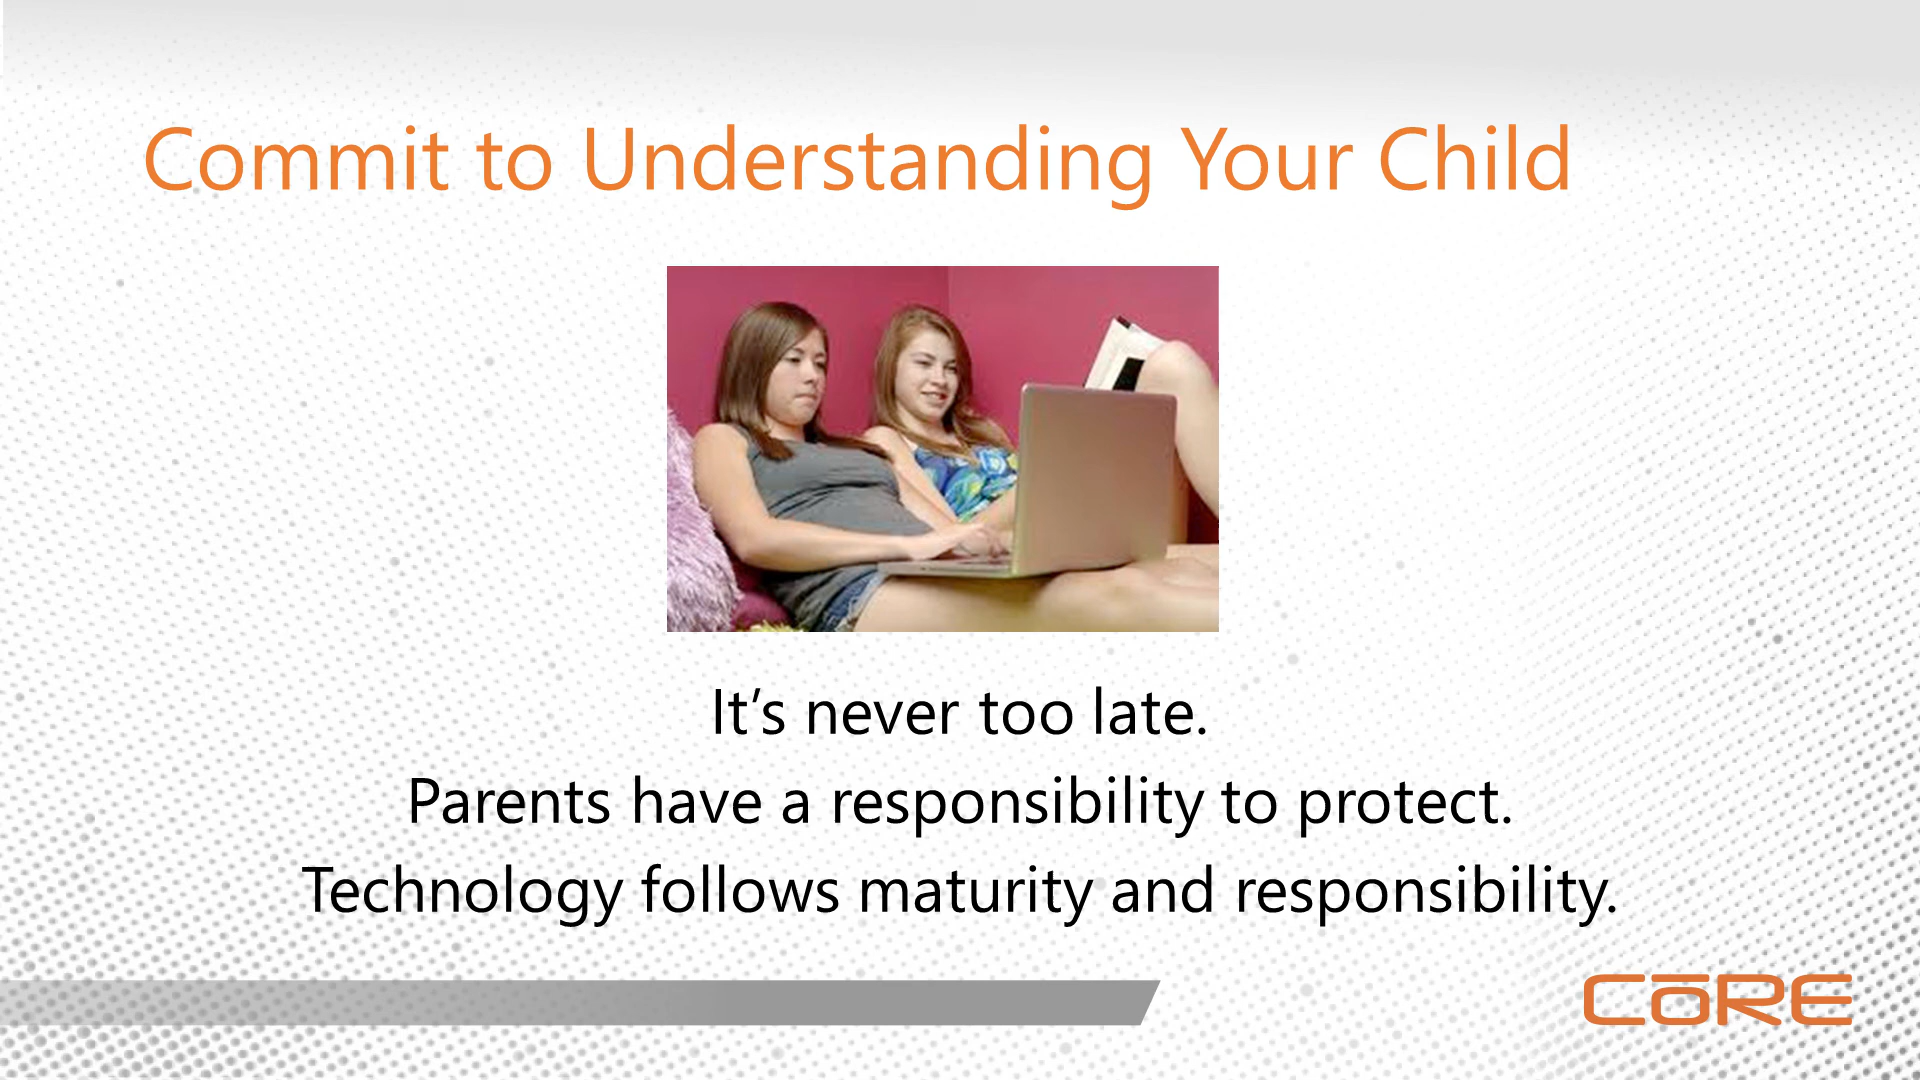 Commit to Understanding Your Child
It’s never too late.
Parents have a responsibility to protect.
Technology follows maturity and responsibility.
CōRE